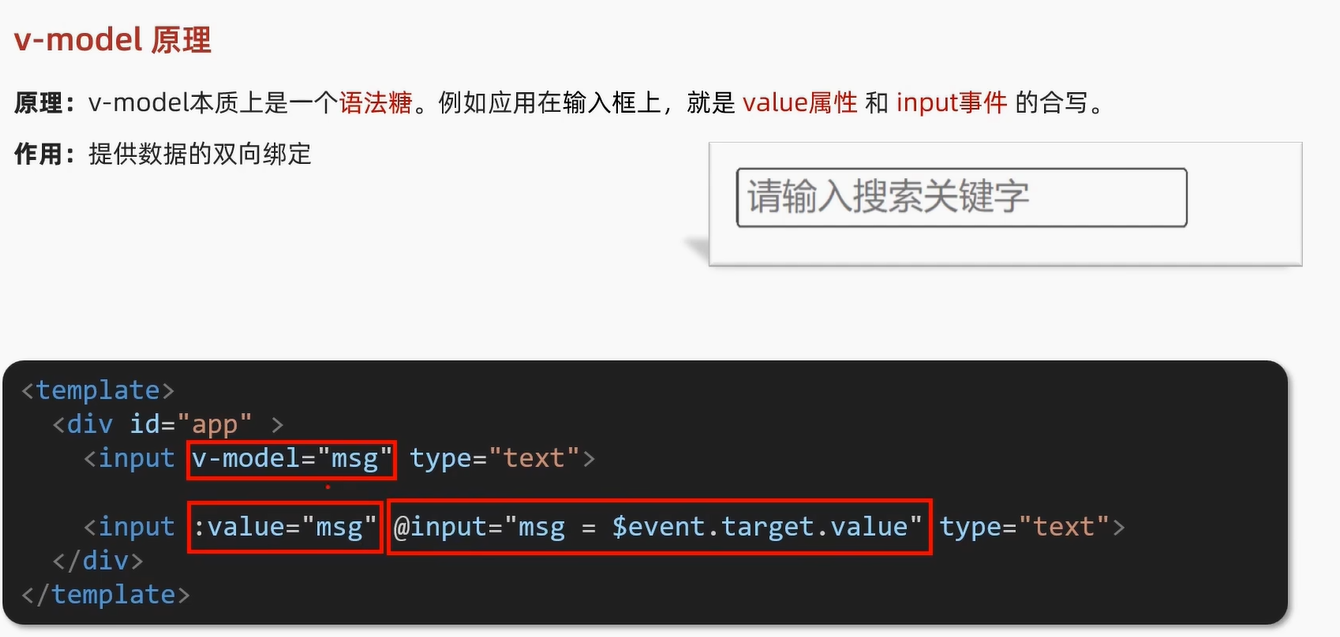 v-model 原理
原理：v-model本质上是一个语法糖。例如应用在输入框上，就是 value属性 和 input事件 的合写。
作用：提供数据的双向绑定
请输入搜索关键字
<template>
<div id="app" >
<input v-model="msg" type="text">
<input :value="msg" @input="msg = $event.target.value" type="text">
</div>
</template>